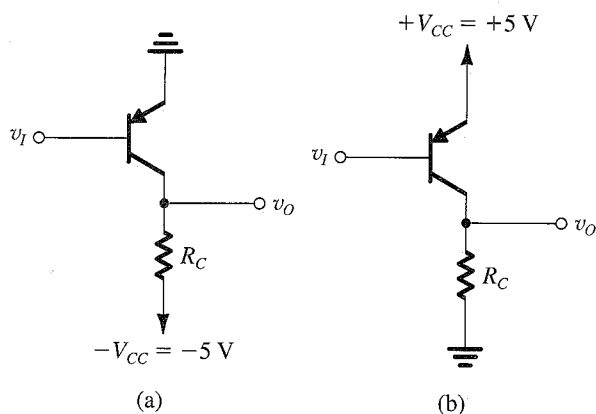 +V_CC = +5 V
v_I
v_O
R_C
−V_CC = −5 V
(a)
v_I
v_O
R_C
(b)